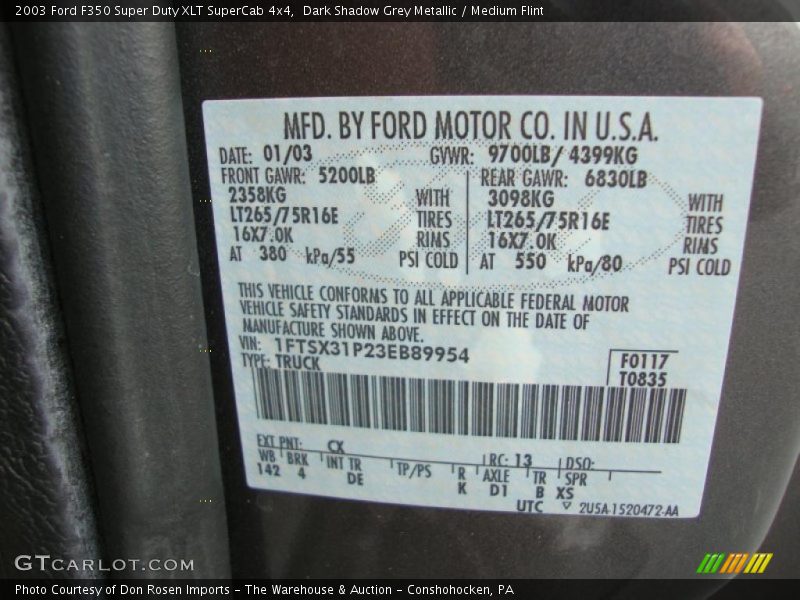 2003 Ford F350 Super Duty XLT SuperCab 4x4,  Dark Shadow Grey Metallic / Medium Flint
MFD. BY FORD MOTOR CO. IN U.S.A.
DATE: 01/03 GVWR: 9700LB/ 4399KG
FRONT GAWR: 5200LB REAR GAWR: 6830LB
2358KG WITH 3098KG WITH
LT265/75R16E TIRES LT265/75R16E TIRES
16X7.0K RIMS 16X7.0K RIMS
AT 380 kPa/55 PSI COLD AT 550 kPa/80 PSI COLD
THIS VEHICLE CONFORMS TO ALL APPLICABLE FEDERAL MOTOR
VEHICLE SAFETY STANDARDS IN EFFECT ON THE DATE OF
MANUFACTURE SHOWN ABOVE.
VIN: 1FTSX31P23EB89954
TYPE: TRUCK
F0117
T0835
EXT PNT: CX RC: 13 DSO:
WB BRK INT TR TP/PS R AXLE TR SPR
142 4 DE K D1 B XS
UTC ▽ 2U5A-1520472-AA
GTCARLOT.COM
Photo Courtesy of Don Rosen Imports – The Warehouse & Auction – Conshohocken, PA